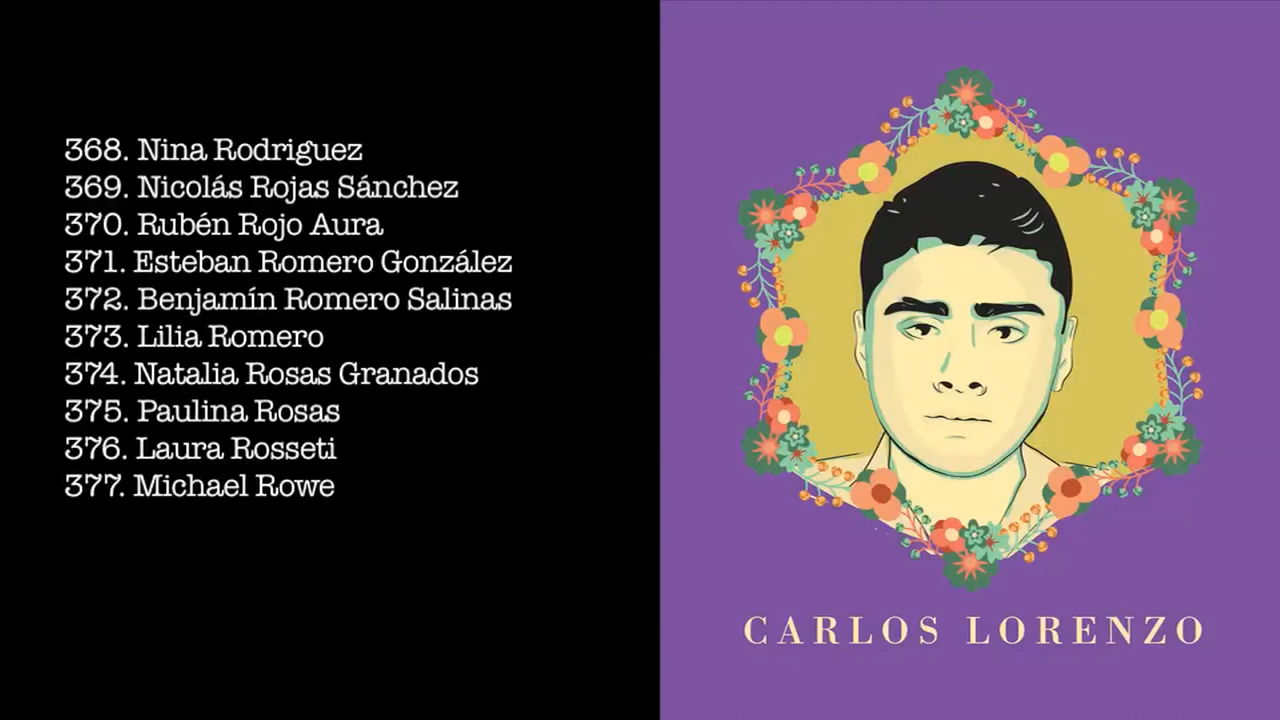 368. Nina Rodriguez
369. Nicolás Rojas Sánchez
370. Rubén Rojo Aura
371. Esteban Romero González
372. Benjamín Romero Salinas
373. Lilia Romero
374. Natalia Rosas Granados
375. Paulina Rosas
376. Laura Rosseti
377. Michael Rowe
CARLOS LORENZO